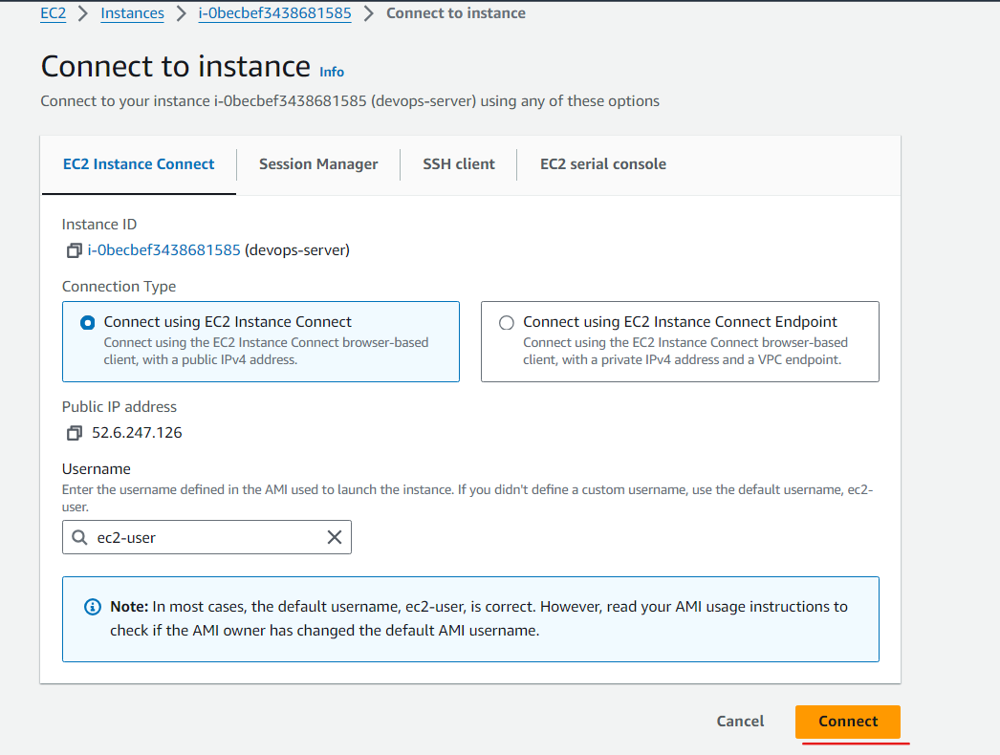 EC2 > Instances > i-0becbef3438681585 > Connect to instance
Connect to instance Info
Connect to your instance i-0becbef3438681585 (devops-server) using any of these options
EC2 Instance Connect Session Manager SSH client EC2 serial console
Instance ID
i-0becbef3438681585 (devops-server)
Connection Type
Connect using EC2 Instance Connect
Connect using the EC2 Instance Connect browser-based
client, with a public IPv4 address.
Connect using EC2 Instance Connect Endpoint
Connect using the EC2 Instance Connect browser-based
client, with a private IPv4 address and a VPC endpoint.
Public IP address
52.6.247.126
Username
Enter the username defined in the AMI used to launch the instance. If you didn't define a custom username, use the default username, ec2-
user.
ec2-user
Note: In most cases, the default username, ec2-user, is correct. However, read your AMI usage instructions to
check if the AMI owner has changed the default AMI username.
Cancel Connect